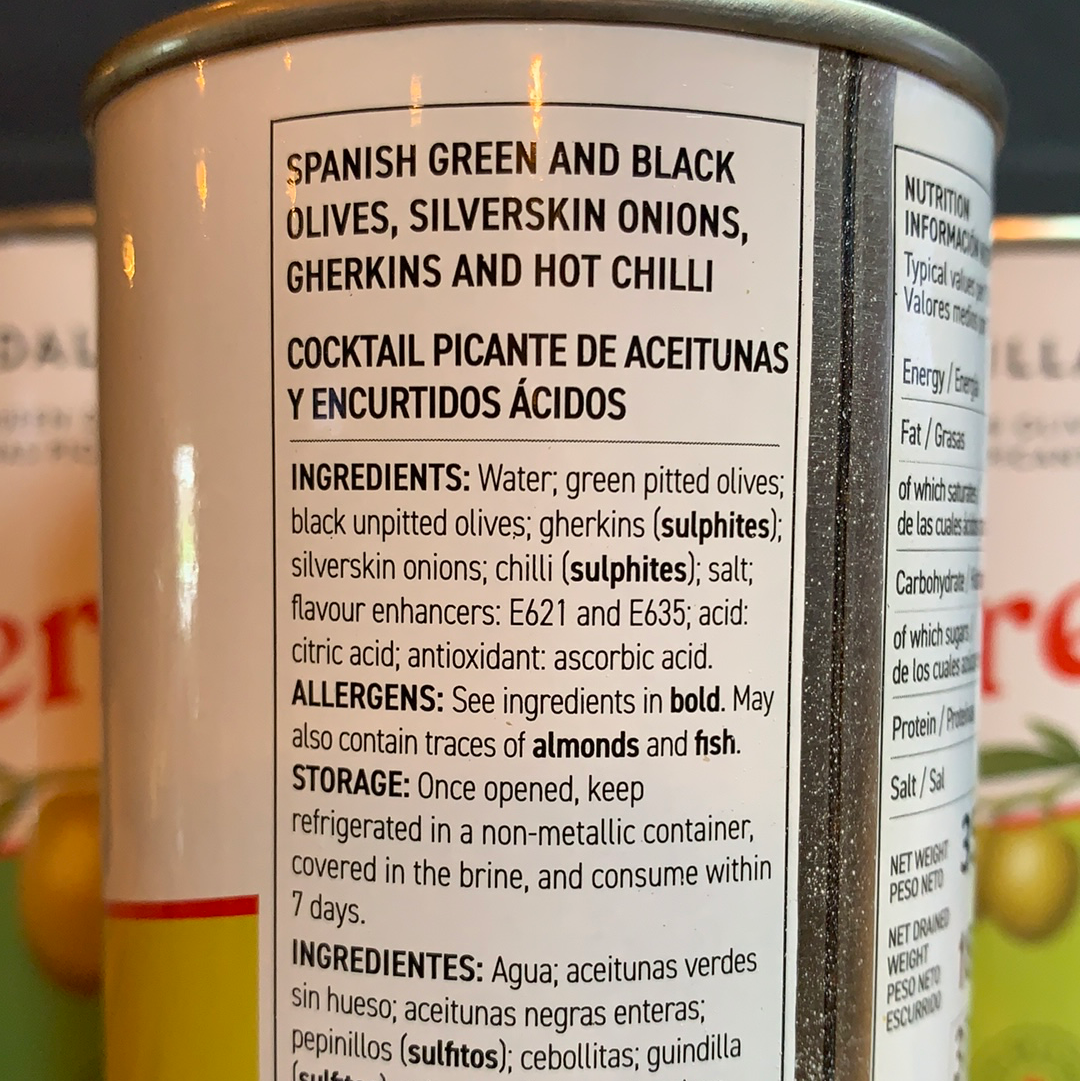 SPANISH GREEN AND BLACK
OLIVES, SILVERSKIN ONIONS,
GHERKINS AND HOT CHILLI
COCKTAIL PICANTE DE ACEITUNAS
Y ENCURTIDOS ÁCIDOS
INGREDIENTS: Water; green pitted olives;
black unpitted olives; gherkins (sulphites);
silverskin onions; chilli (sulphites); salt;
flavour enhancers: E621 and E635; acid:
citric acid; antioxidant: ascorbic acid.
ALLERGENS: See ingredients in bold. May
also contain traces of almonds and fish.
STORAGE: Once opened, keep
refrigerated in a non-metallic container,
covered in the brine, and consume within
7 days.
INGREDIENTES: Agua; aceitunas verdes
sin hueso; aceitunas negras enteras;
pepinillos (sulfitos); cebollitas; guindilla
NUTRITION
INFORMACIÓN
Typical values
Valores medios
Energy / Energía
Fat / Grasas
of which saturates
de las cuales
Carbohydrate /
of which sugars /
de los cuales
Protein / Proteínas
Salt / Sal
NET WEIGHT
PESO NETO
NET DRAINED
WEIGHT
PESO NETO
ESCURRIDO